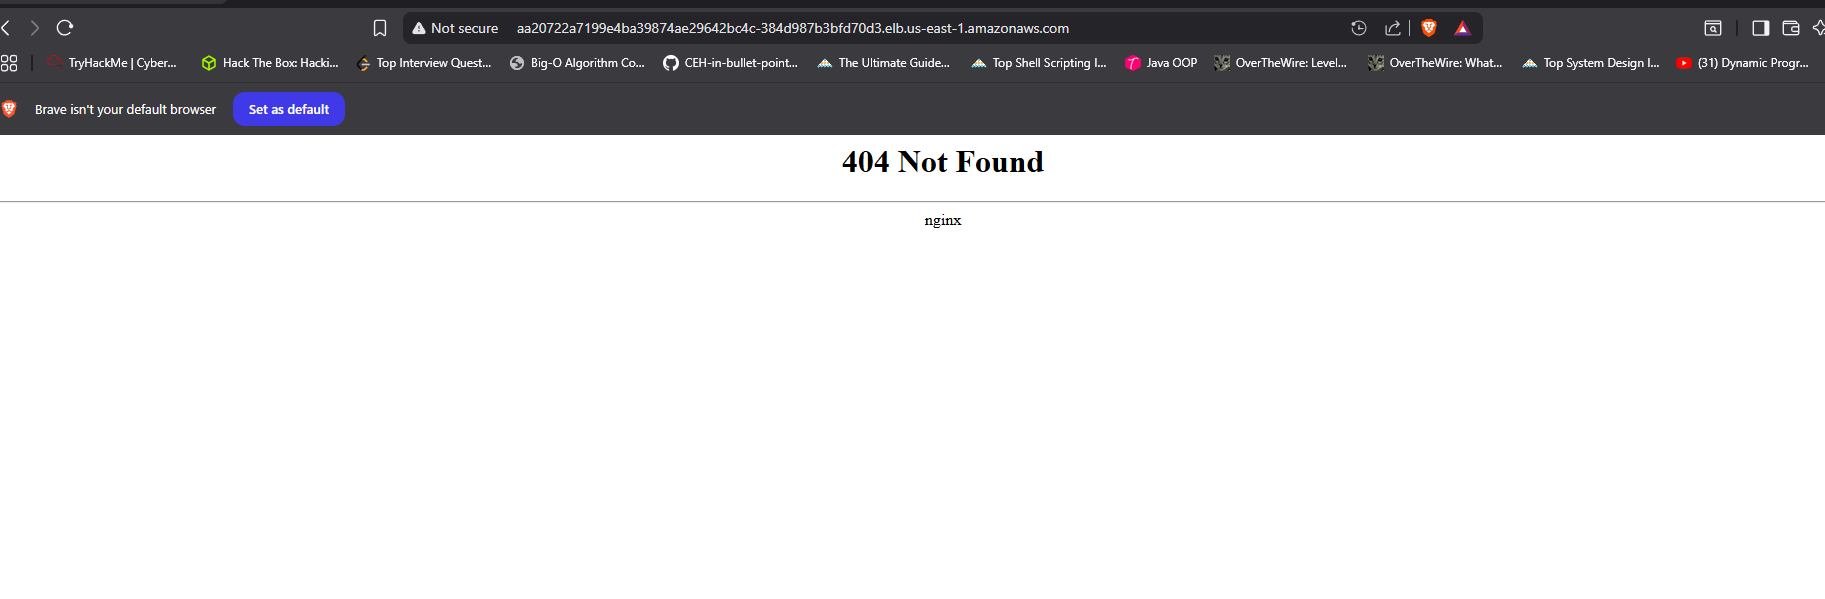 Not secure aa20722a7199e4ba39874ae29642bc4c-384d987b3bfd70d3.elb.us-east-1.amazonaws.com
TryHackMe | Cyber... Hack The Box: Hacki... Top Interview Quest... Big-O Algorithm Co... CEH-in-bullet-point... The Ultimate Guide... Top Shell Scripting I... Java OOP OverTheWire: Level... OverTheWire: What... Top System Design I... (31) Dynamic Progr...
Brave isn't your default browser Set as default
404 Not Found
nginx